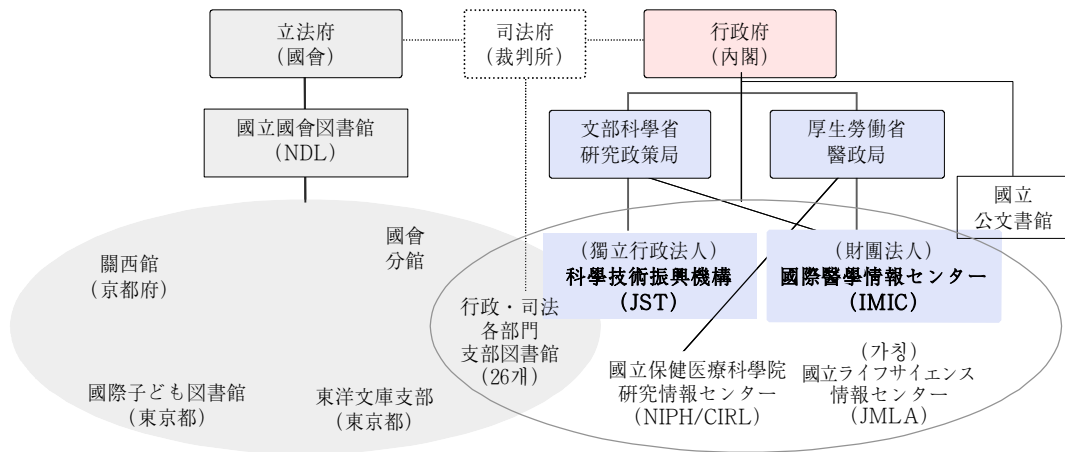 立法府
(國會)
司法府
(裁判所)
行政府
(內閣)
國立國會図書館
(NDL)
文部科學省
研究政策局
厚生勞働省
醫政局
國立
公文書館
關西館
(京都府)
國會
分館
國際子ども図書館
(東京都)
東洋文庫支部
(東京都)
行政・司法
各部門
支部図書館
(26개)
(獨立行政法人)
科學技術振興機構
(JST)
(財團法人)
國際醫學情報センター
(IMIC)
國立保健医療科學院
研究情報センター
(NIPH/CIRL)
(가칭)
國立ライフサイエンス
情報センター
(JMLA)